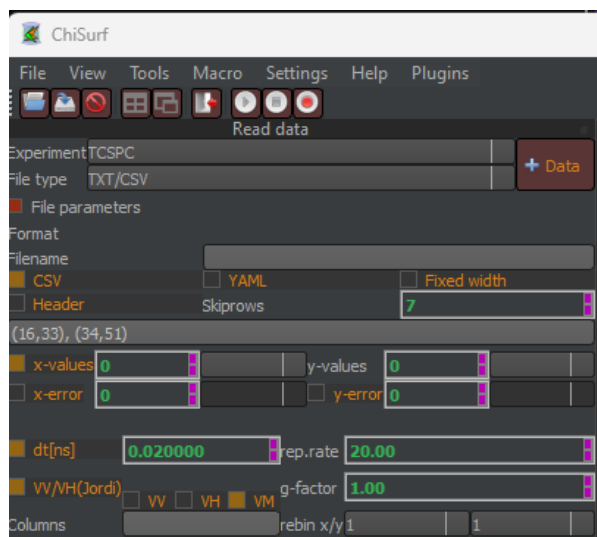 ChiSurf
File View Tools Macro Settings Help Plugins
Read data
Experiment TCSPC
+ Data
File type TXT/CSV
File parameters
Format
Filename
CSV YAML Fixed width
Header Skiprows 7
(16,33), (34,51)
x-values 0 y-values 0
x-error 0 y-error 0
dt[ns] 0.020000 rep.rate 20.00
VV/VH(Jordi) VV VH VM g-factor 1.00
Columns rebin x/y 1 1